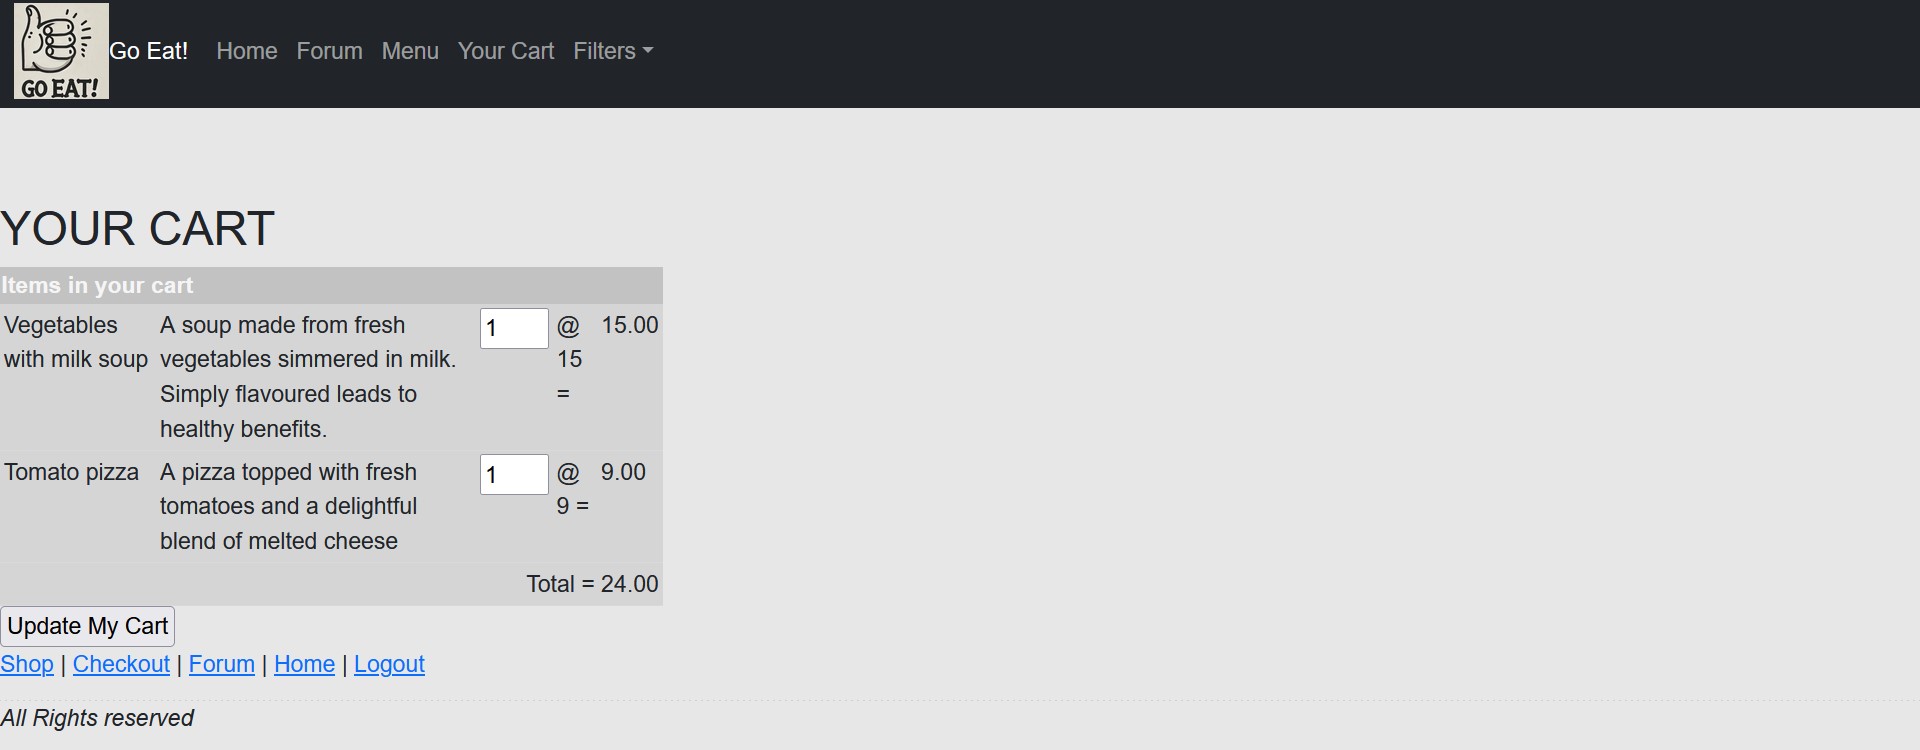 GO EAT!
Go Eat! Home Forum Menu Your Cart Filters
YOUR CART
Items in your cart
Vegetables A soup made from fresh 1 @ 15.00
with milk soup vegetables simmered in milk. 15
Simply flavoured leads to =
healthy benefits.
Tomato pizza A pizza topped with fresh 1 @ 9.00
tomatoes and a delightful 9 =
blend of melted cheese
Total = 24.00
Update My Cart
Shop | Checkout | Forum | Home | Logout
All Rights reserved